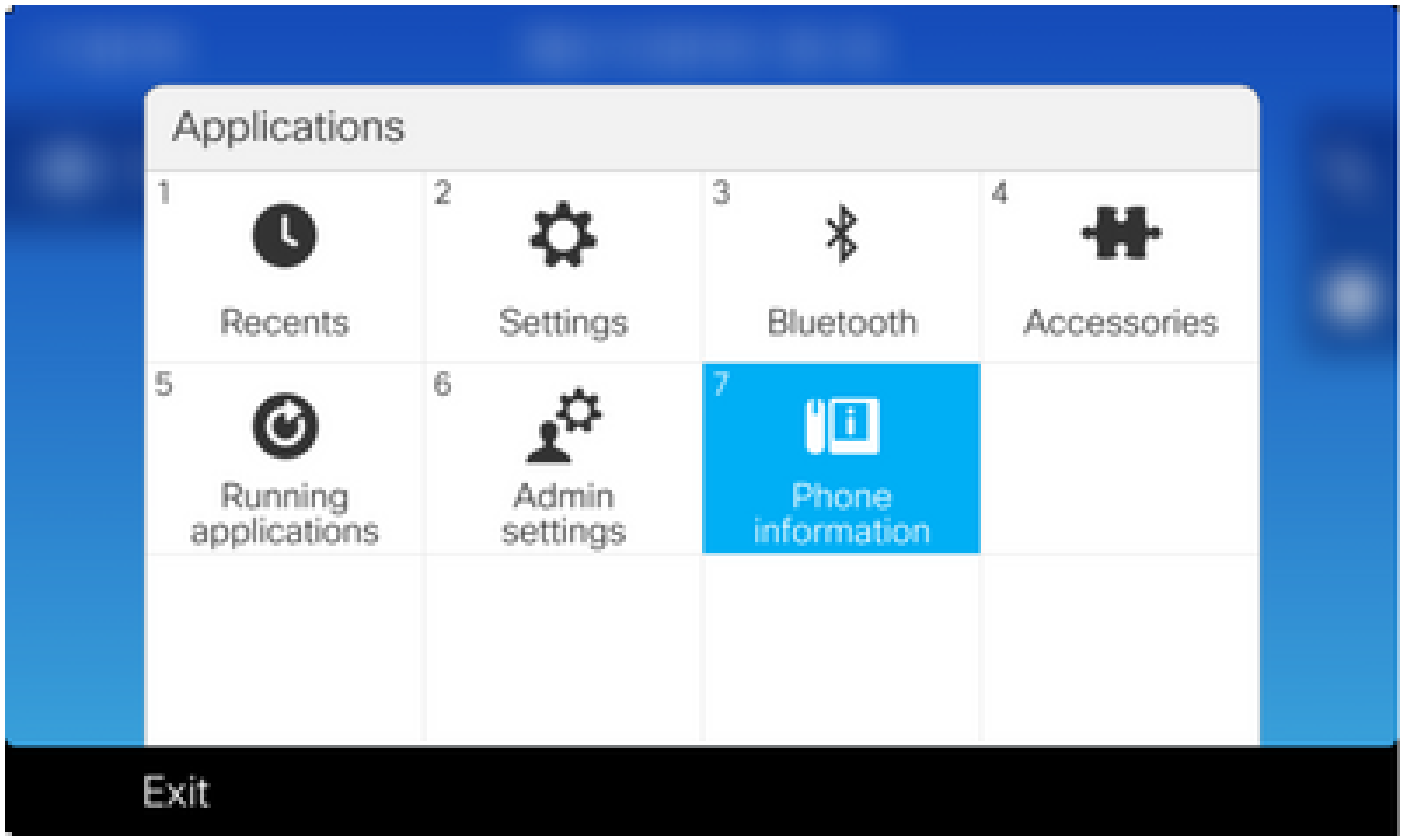 Applications
1
Recents
2
Settings
3
Bluetooth
4
Accessories
5
Running
applications
6
Admin
settings
7
i
Phone
information
Exit